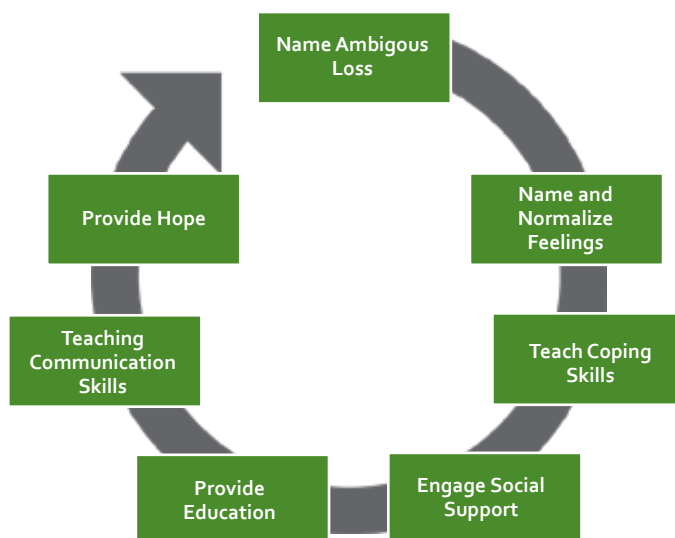 Name Ambigous
Loss
Name and
Normalize
Feelings
Teach Coping
Skills
Engage Social
Support
Provide
Education
Teaching
Communication
Skills
Provide Hope